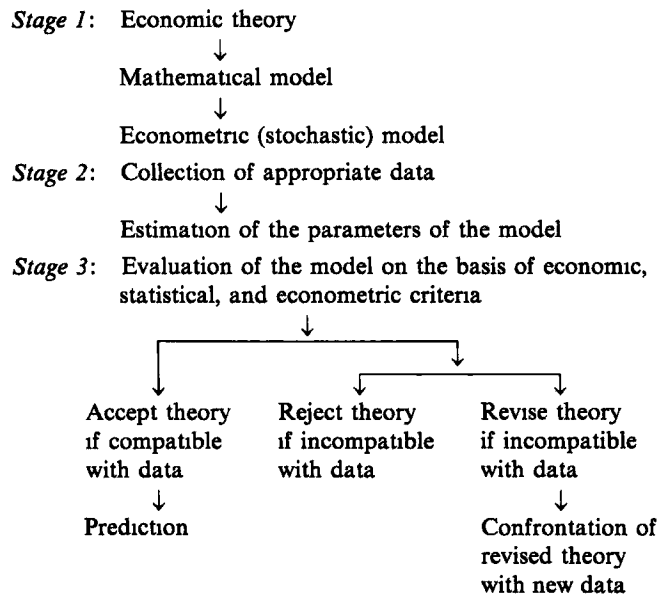 Stage 1: Economic theory
Mathematical model
Econometric (stochastic) model
Stage 2: Collection of appropriate data
Estimation of the parameters of the model
Stage 3: Evaluation of the model on the basis of economic,
statistical, and econometric criteria
Accept theory
if compatible
with data
Reject theory
if incompatible
with data
Revise theory
if incompatible
with data
Prediction
Confrontation of
revised theory
with new data